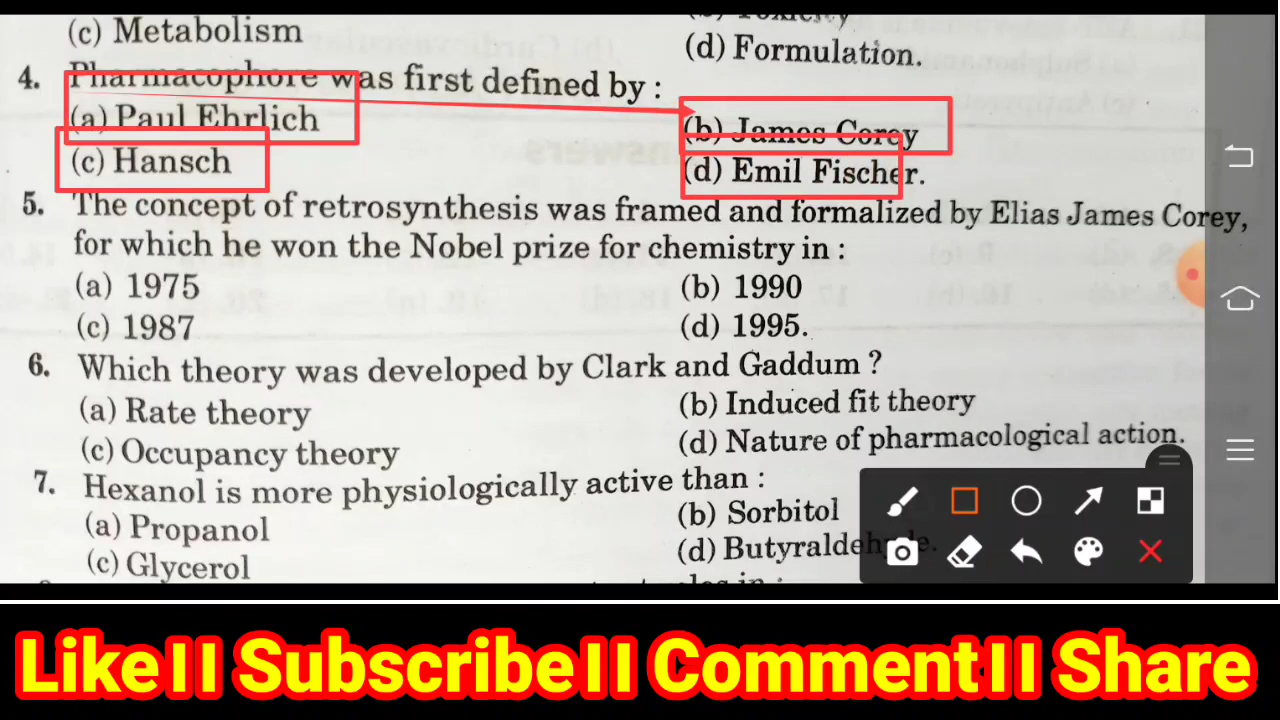 (c) Metabolism
(b) Toxicity
(d) Formulation.
4. Pharmacophore was first defined by :
(a) Paul Ehrlich
(b) James Corey
(c) Hansch
(d) Emil Fischer.
5. The concept of retrosynthesis was framed and formalized by Elias James Corey,
for which he won the Nobel prize for chemistry in :
(a) 1975
(b) 1990
(c) 1987
(d) 1995.
6. Which theory was developed by Clark and Gaddum ?
(a) Rate theory
(b) Induced fit theory
(c) Occupancy theory
(d) Nature of pharmacological action.
7. Hexanol is more physiologically active than :
(a) Propanol
(b) Sorbitol
(c) Glycerol
(d) Butyraldehyde.
Like|| Subscribe|| Comment|| Share